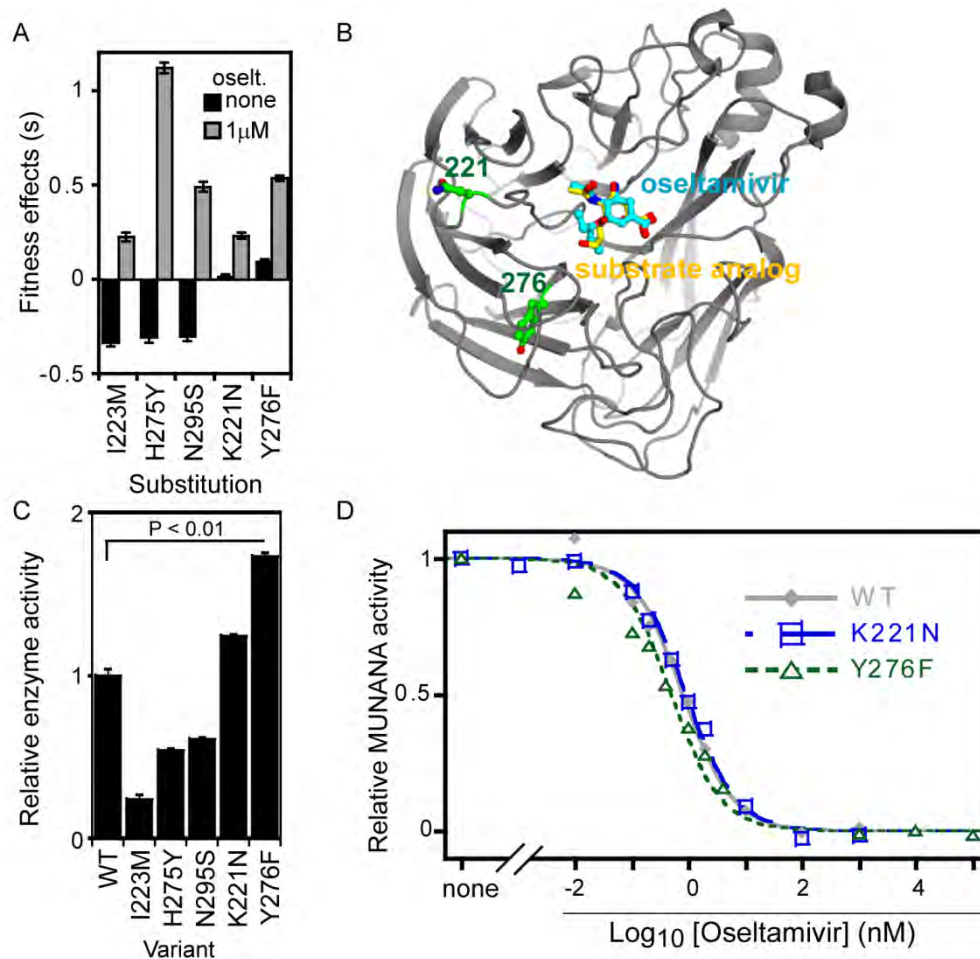 A
Fitness effects (s)
1
0.5
0
-0.5
oselt.
none
1μM
I223M
H275Y
N295S
K221N
Y276F
Substitution
B
221
276
oseltamivir
substrate analog
C
Relative enzyme activity
2
1
0
P < 0.01
WT
I223M
H275Y
N295S
K221N
Y276F
Variant
D
Relative MUNANA activity
1
0.5
0
WT
K221N
Y276F
none -2 0 2 4
Log10 [Oseltamivir] (nM)